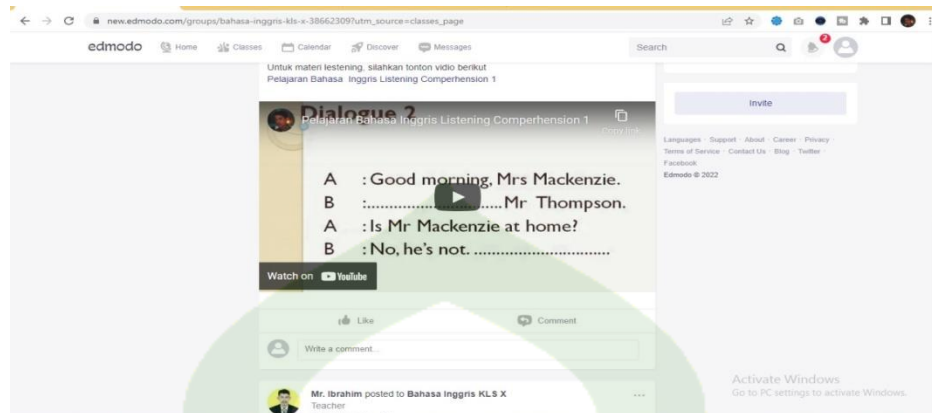 new.edmodo.com/groups/bahasa-inggris-kls-x-38662309?utm_source=classes_page
edmodo Home Classes Calendar Discover Messages Search 2
Untuk materi lestening, silahkan tonton vidio berikut
Pelajaran Bahasa Inggris Listening Comperhension 1
Dialogue 2
Pelajaran Bahasa Inggris Listening Comperhension 1
Copy link
A : Good morning, Mrs Mackenzie.
B :..............................Mr Thompson.
A : Is Mr Mackenzie at home?
B : No, he's not. ...............................
Watch on YouTube
Like Comment
Write a comment...
Mr. Ibrahim posted to Bahasa Inggris KLS X
Teacher
Invite
Languages · Support · About · Career · Privacy ·
Terms of Service · Contact Us · Blog · Twitter ·
Facebook
Edmodo © 2022
Activate Windows
Go to PC settings to activate Windows.